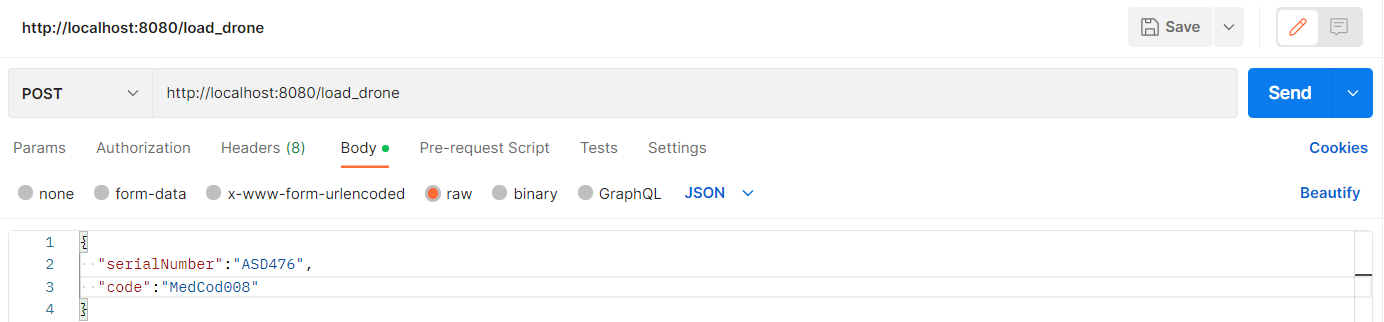 http://localhost:8080/load_drone Save
POST http://localhost:8080/load_drone Send
Params Authorization Headers (8) Body Pre-request Script Tests Settings Cookies
none form-data x-www-form-urlencoded raw binary GraphQL JSON Beautify
1 {
2 "serialNumber":"ASD476",
3 "code":"MedCod008"
4 }